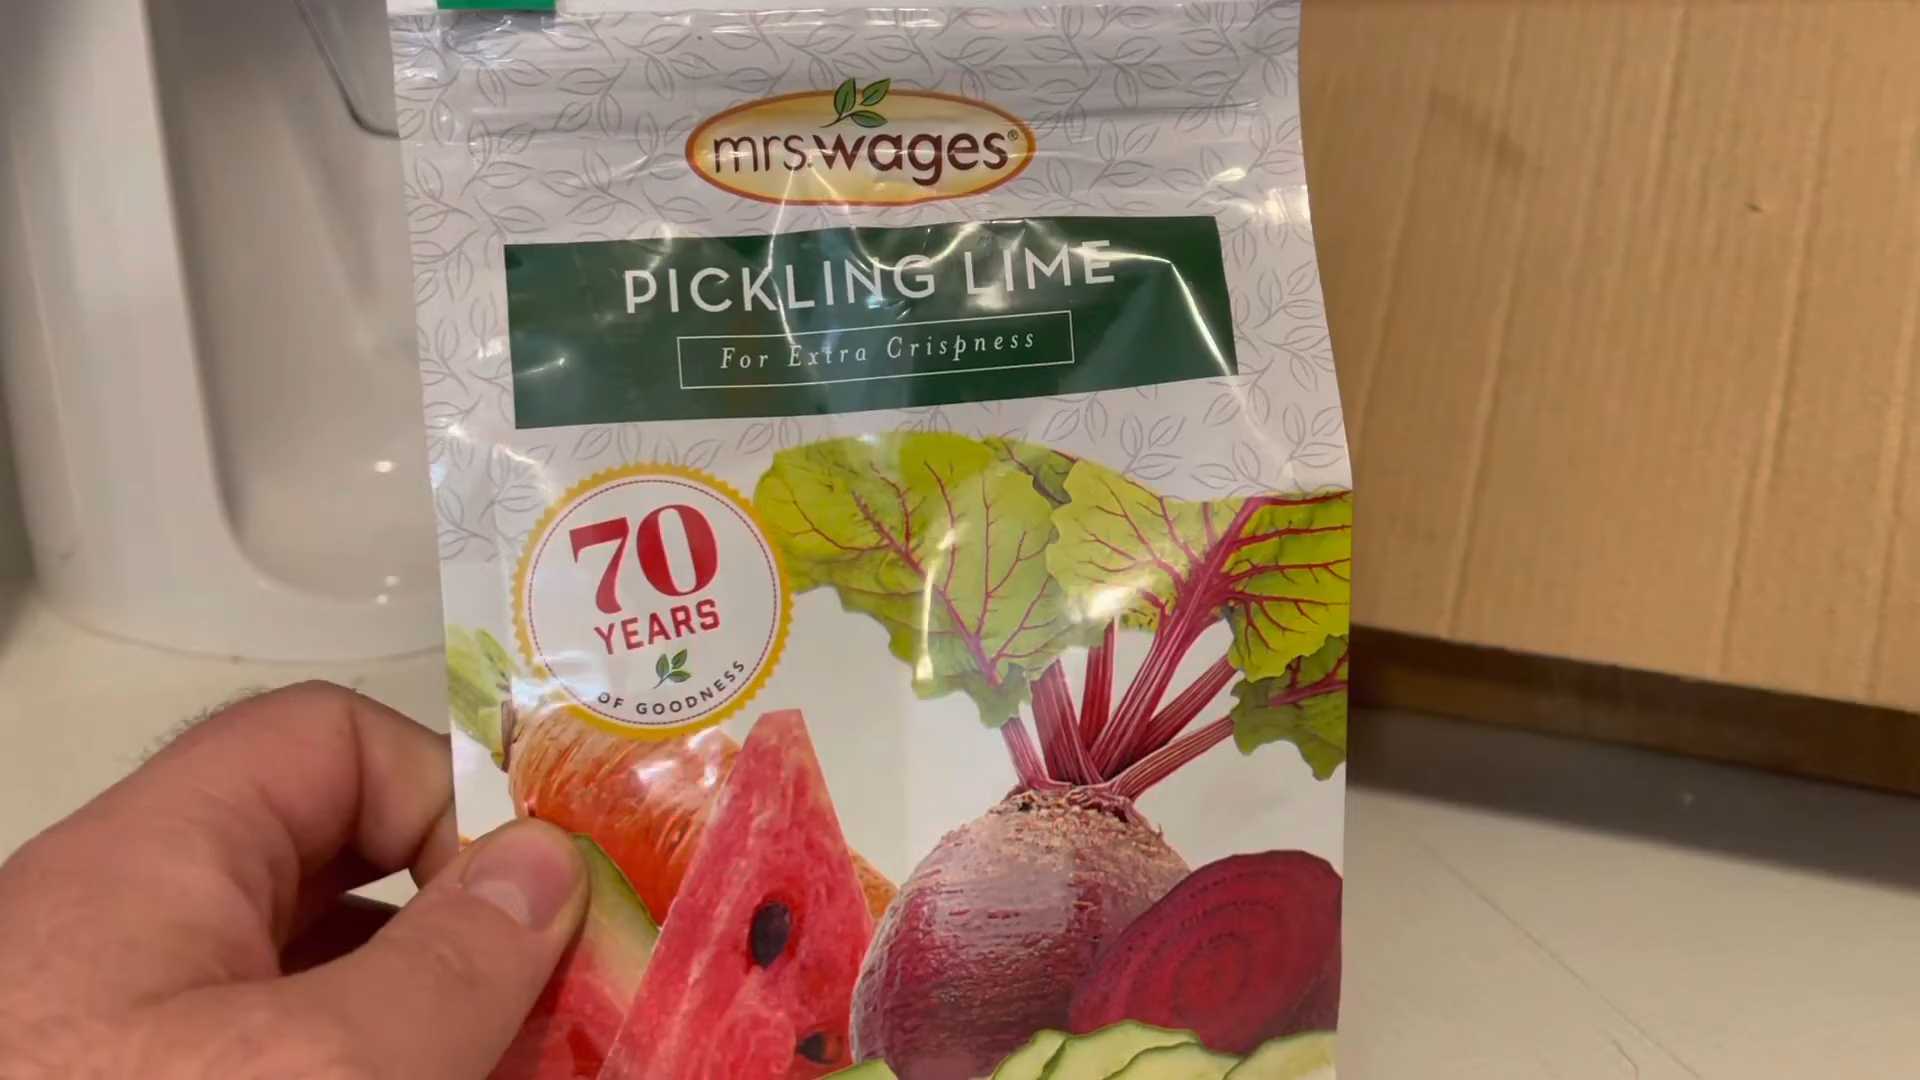 mrs.wages®
PICKLING LIME
For Extra Crispness
70
YEARS
OF GOODNESS